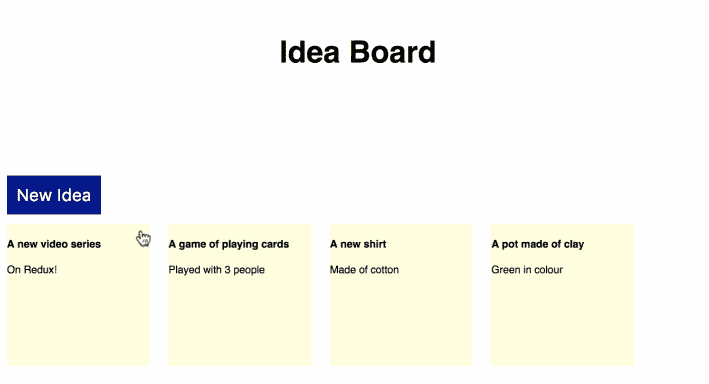 Idea Board
New Idea
A new video series
On Redux!
A game of playing cards
Played with 3 people
A new shirt
Made of cotton
A pot made of clay
Green in colour